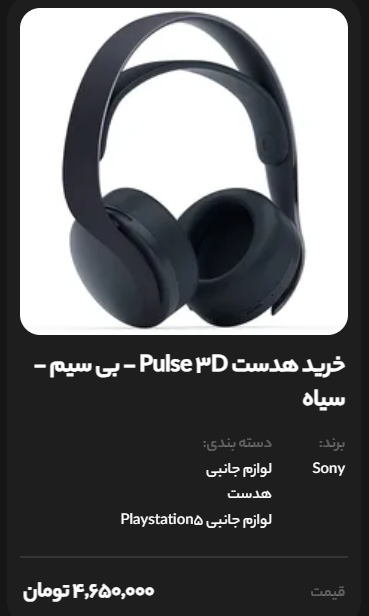 خرید هدست Pulse ۳D – بی سیم –
سیاه
برند:
Sony
دسته بندی:
لوازم جانبی
هدست
لوازم جانبی Playstation۵
قیمت
۴,۶۵۰,۰۰۰ تومان